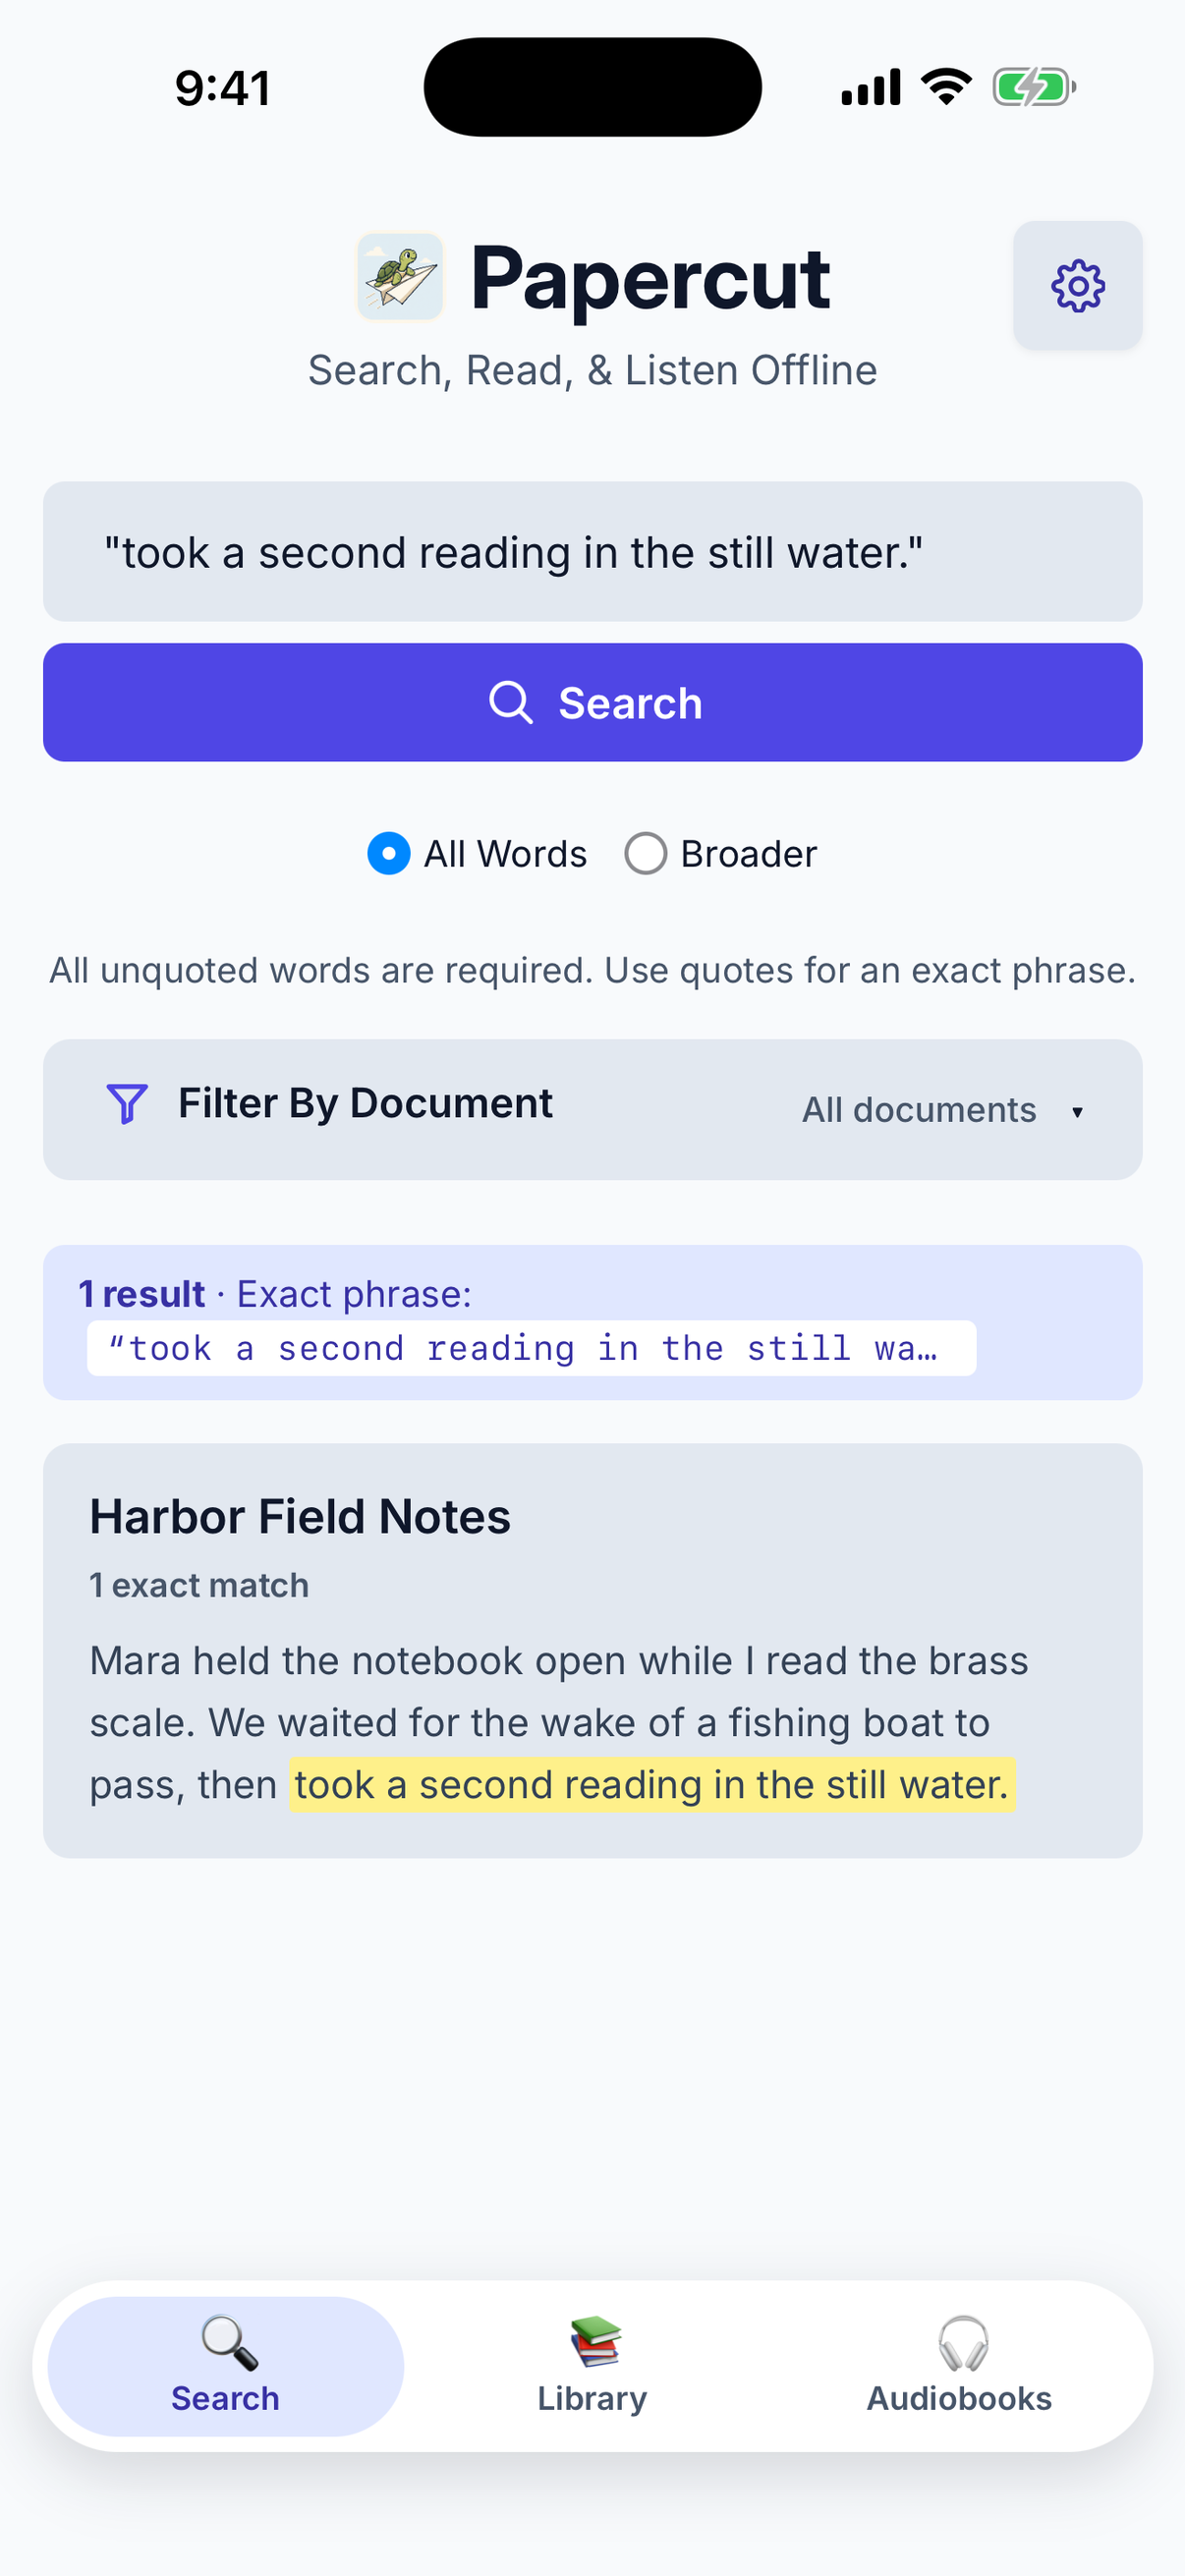 9:41
Papercut
Search, Read, & Listen Offline
"took a second reading in the still water."
Search
All Words Broader
All unquoted words are required. Use quotes for an exact phrase.
Filter By Document All documents ▾
1 result · Exact phrase:
“took a second reading in the still wa…
Harbor Field Notes
1 exact match
Mara held the notebook open while I read the brass
scale. We waited for the wake of a fishing boat to
pass, then took a second reading in the still water.
Search Library Audiobooks